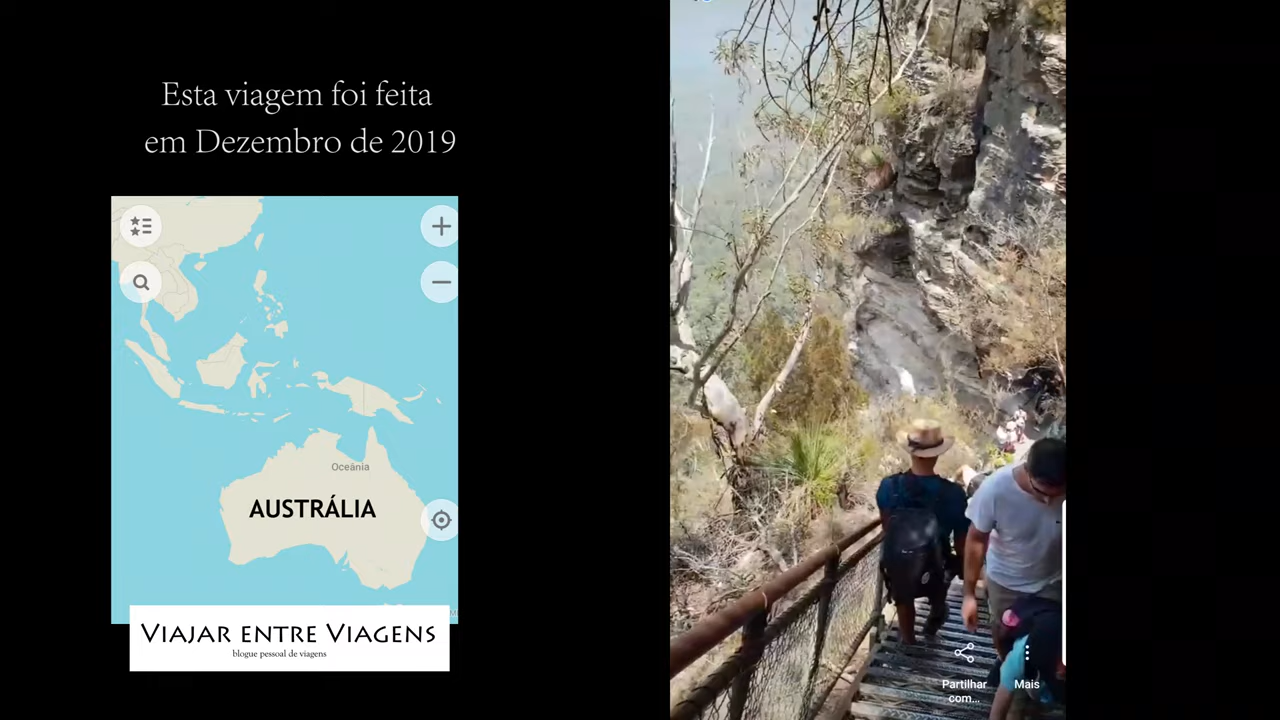 Esta viagem foi feita
em Dezembro de 2019
Oceânia
AUSTRÁLIA
VIAJAR ENTRE VIAGENS
blogue pessoal de viagens
Partilhar
com...
Mais